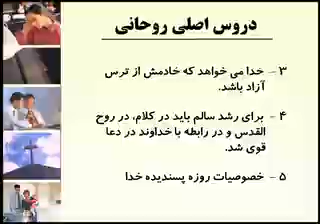 دروس اصلی روحانی
۳ – خدا می خواهد که خادمش از ترس
آزاد باشد.
۴ – برای رشد سالم باید در کلام، در روح
القدس و در رابطه با خداوند در دعا
قوی شد.
۵ – خصوصیات روزه پسندیده خدا